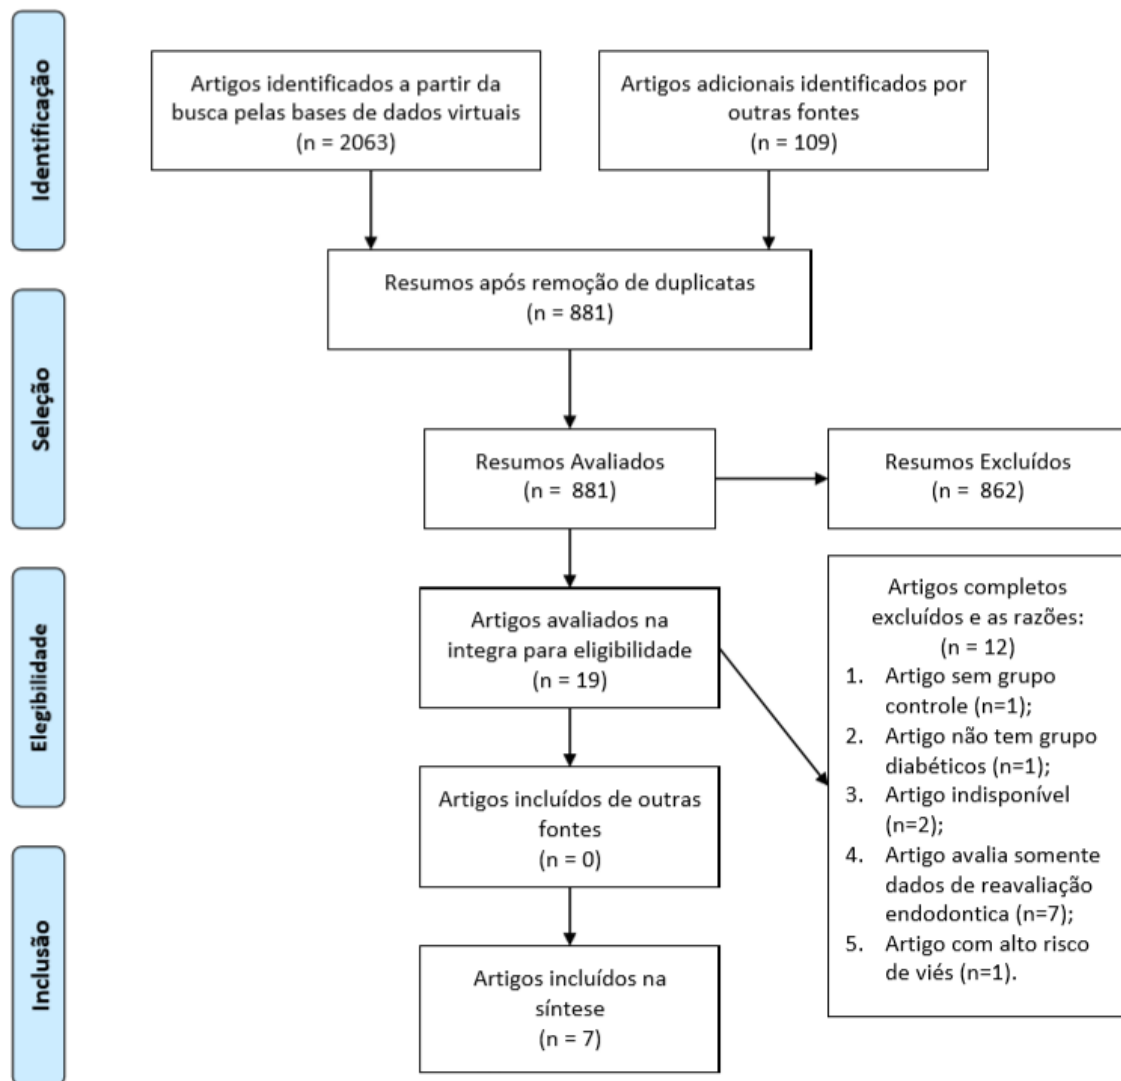 Identificação
Artigos identificados a partir da
busca pelas bases de dados virtuais
(n = 2063)
Artigos adicionais identificados por
outras fontes
(n = 109)
Resumos após remoção de duplicatas
(n = 881)
Seleção
Resumos Avaliados
(n = 881)
Resumos Excluídos
(n = 862)
Elegibilidade
Artigos avaliados na
integra para eligibilidade
(n = 19)
Artigos completos
excluídos e as razões:
(n = 12)
1. Artigo sem grupo
controle (n=1);
2. Artigo não tem grupo
diabéticos (n=1);
3. Artigo indisponível
(n=2);
4. Artigo avalia somente
dados de reavaliação
endodontica (n=7);
5. Artigo com alto risco
de viés (n=1).
Artigos incluídos de outras
fontes
(n = 0)
Inclusão
Artigos incluídos na
síntese
(n = 7)